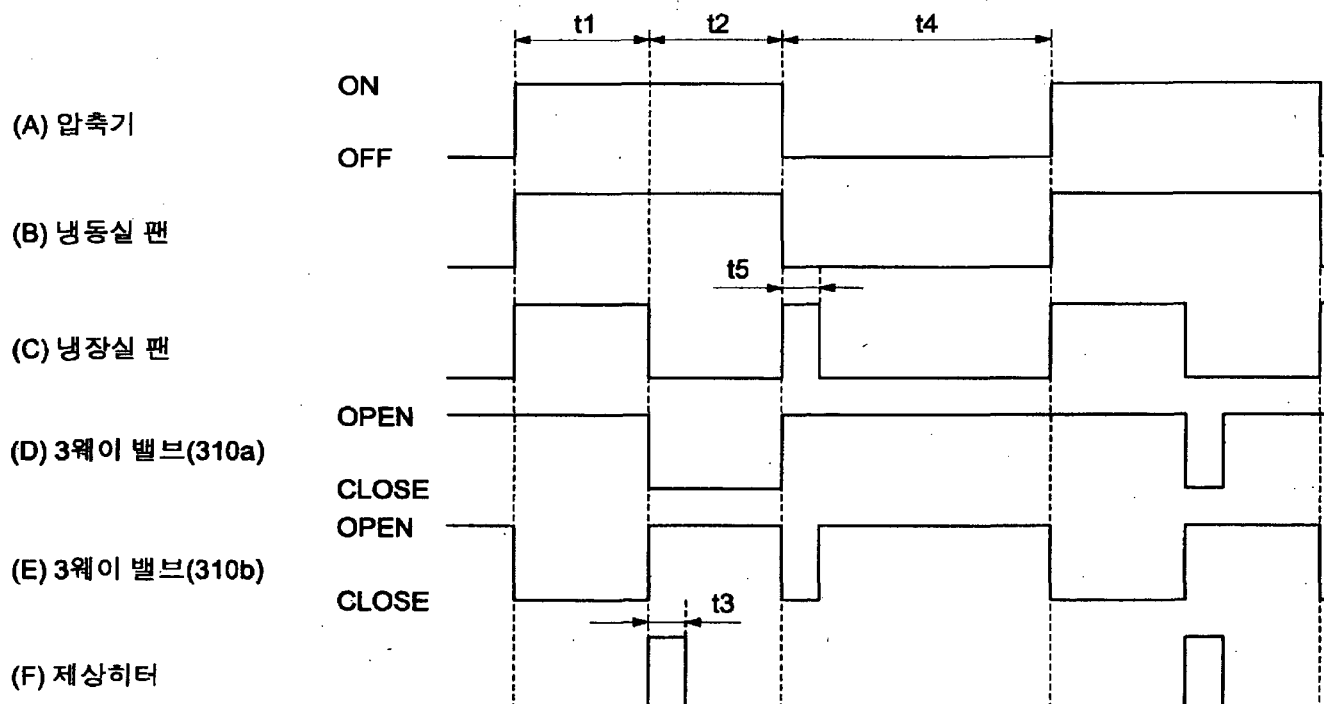 t1 t2 t4
ON
(A) 압축기
OFF
(B) 냉동실 팬
t5
(C) 냉장실 팬
OPEN
(D) 3웨이 밸브(310a)
CLOSE
OPEN
(E) 3웨이 밸브(310b)
CLOSE
t3
(F) 제상히터